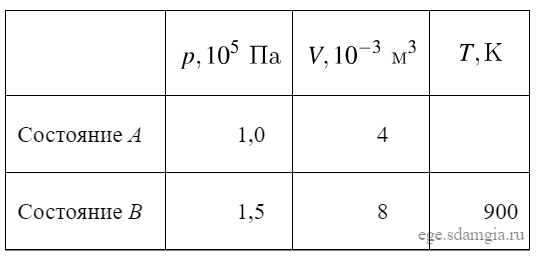 p, 10⁵ Па V, 10⁻³ м³ T, К
Состояние A 1,0 4
Состояние B 1,5 8 900
ege.sdamgia.ru